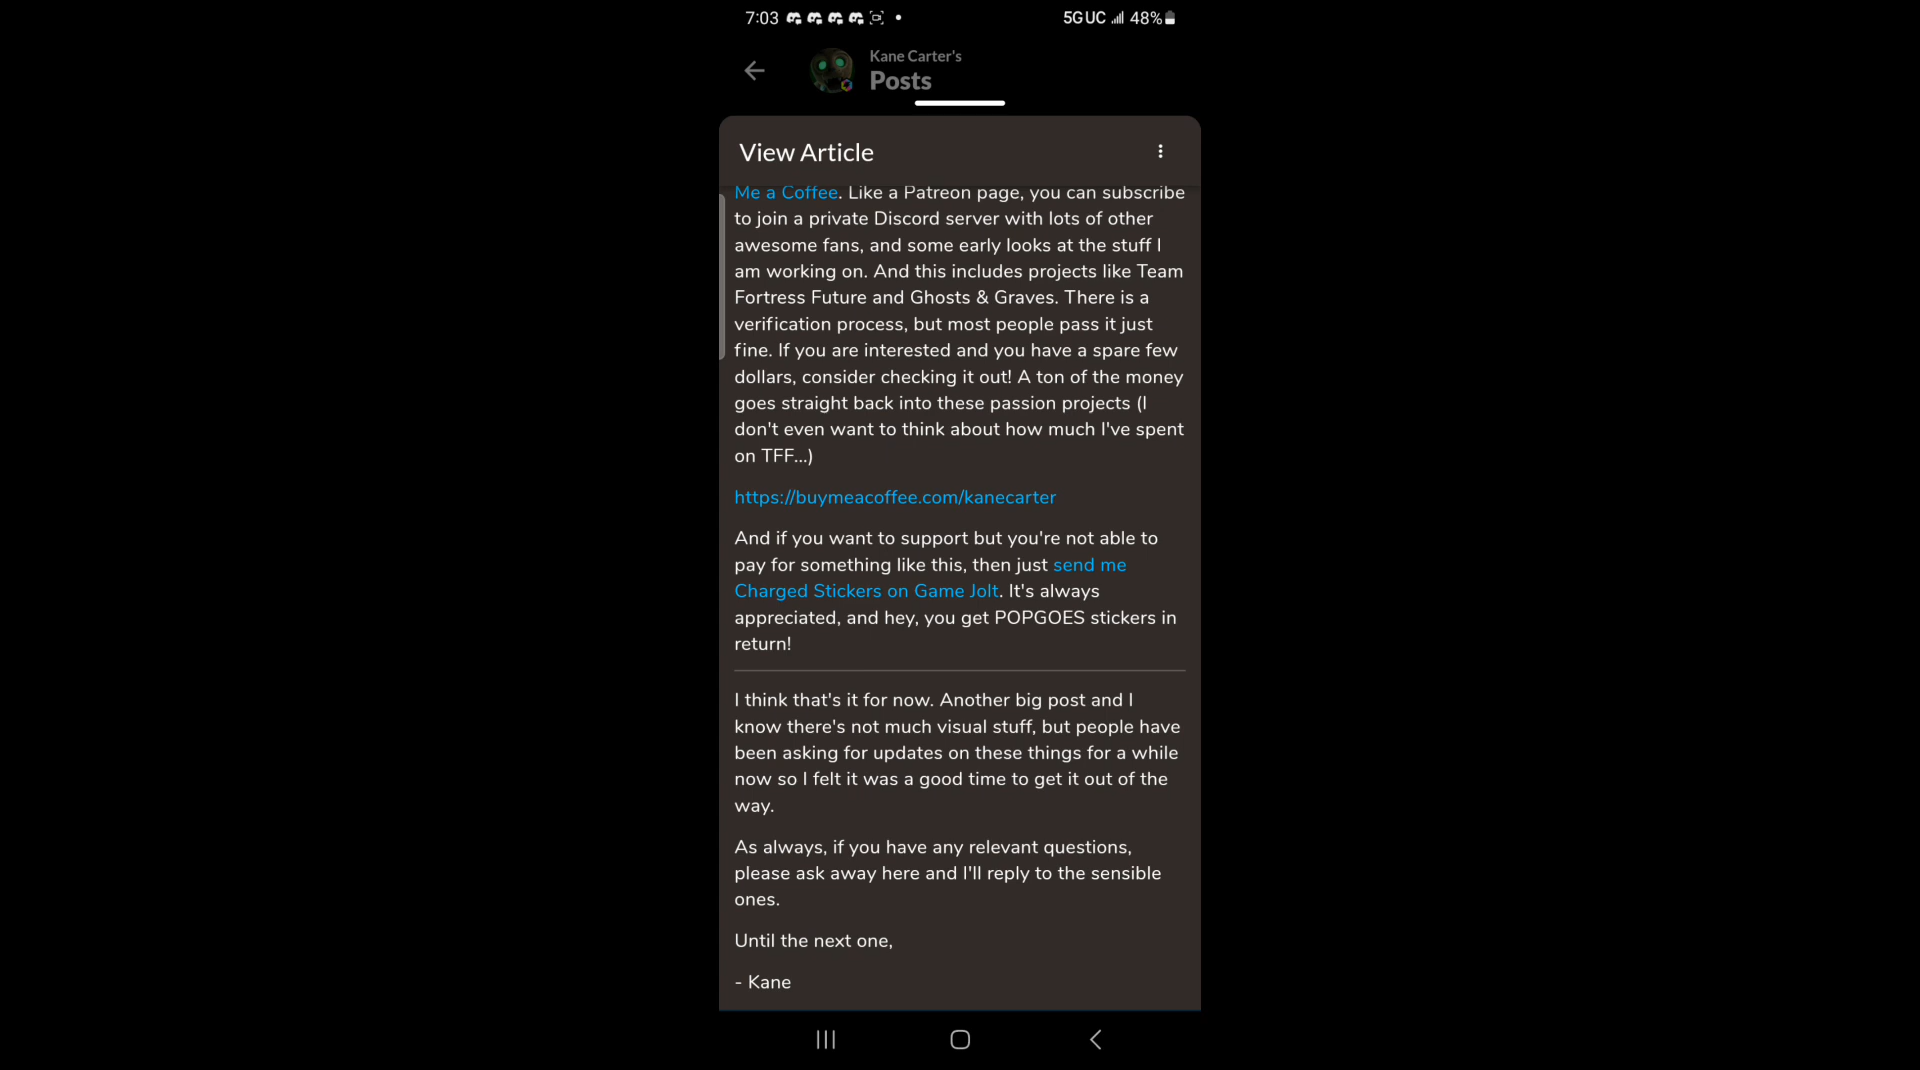 7:03
5G UC 48%
Kane Carter's
Posts
View Article
Me a Coffee. Like a Patreon page, you can subscribe
to join a private Discord server with lots of other
awesome fans, and some early looks at the stuff I
am working on. And this includes projects like Team
Fortress Future and Ghosts & Graves. There is a
verification process, but most people pass it just
fine. If you are interested and you have a spare few
dollars, consider checking it out! A ton of the money
goes straight back into these passion projects (I
don't even want to think about how much I've spent
on TFF...)
https://buymeacoffee.com/kanecarter
And if you want to support but you're not able to
pay for something like this, then just send me
Charged Stickers on Game Jolt. It's always
appreciated, and hey, you get POPGOES stickers in
return!
I think that's it for now. Another big post and I
know there's not much visual stuff, but people have
been asking for updates on these things for a while
now so I felt it was a good time to get it out of the
way.
As always, if you have any relevant questions,
please ask away here and I'll reply to the sensible
ones.
Until the next one,
- Kane